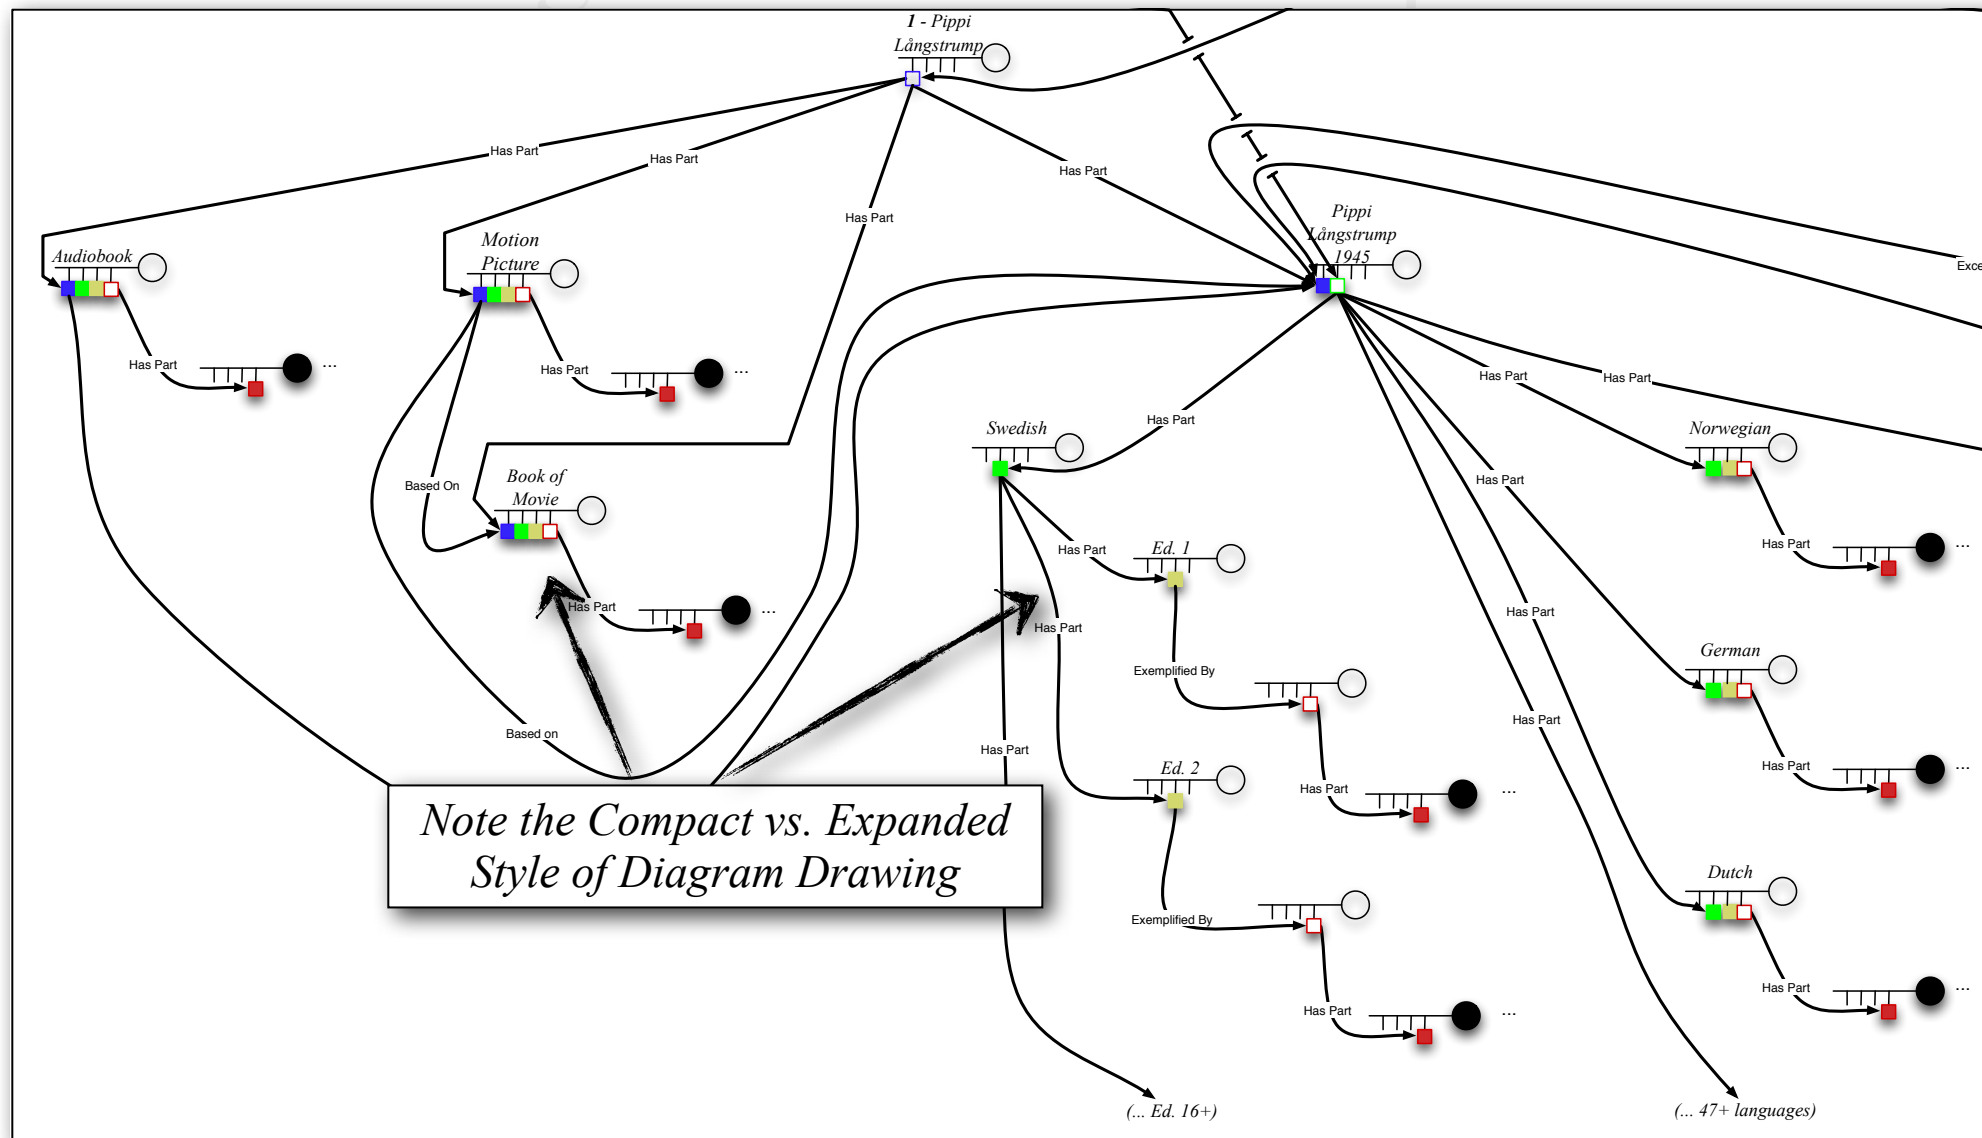 1 - Pippi
Långstrump
Has Part
Has Part
Has Part
Has Part
Pippi
Långstrump
1945
Audiobook
Motion
Picture
Exce
Has Part
...
Has Part
...
Has Part
Has Part
Has Part
Swedish
Norwegian
Based On
Book of
Movie
Has Part
Has Part
Ed. 1
Has Part
...
Has Part
...
Has Part
Has Part
Exemplified By
German
Based on
Has Part
Has Part
Ed. 2
Has Part
...
Has Part
...
Note the Compact vs. Expanded
Style of Diagram Drawing
Dutch
Exemplified By
Has Part
...
Has Part
...
(... Ed. 16+)
(... 47+ languages)